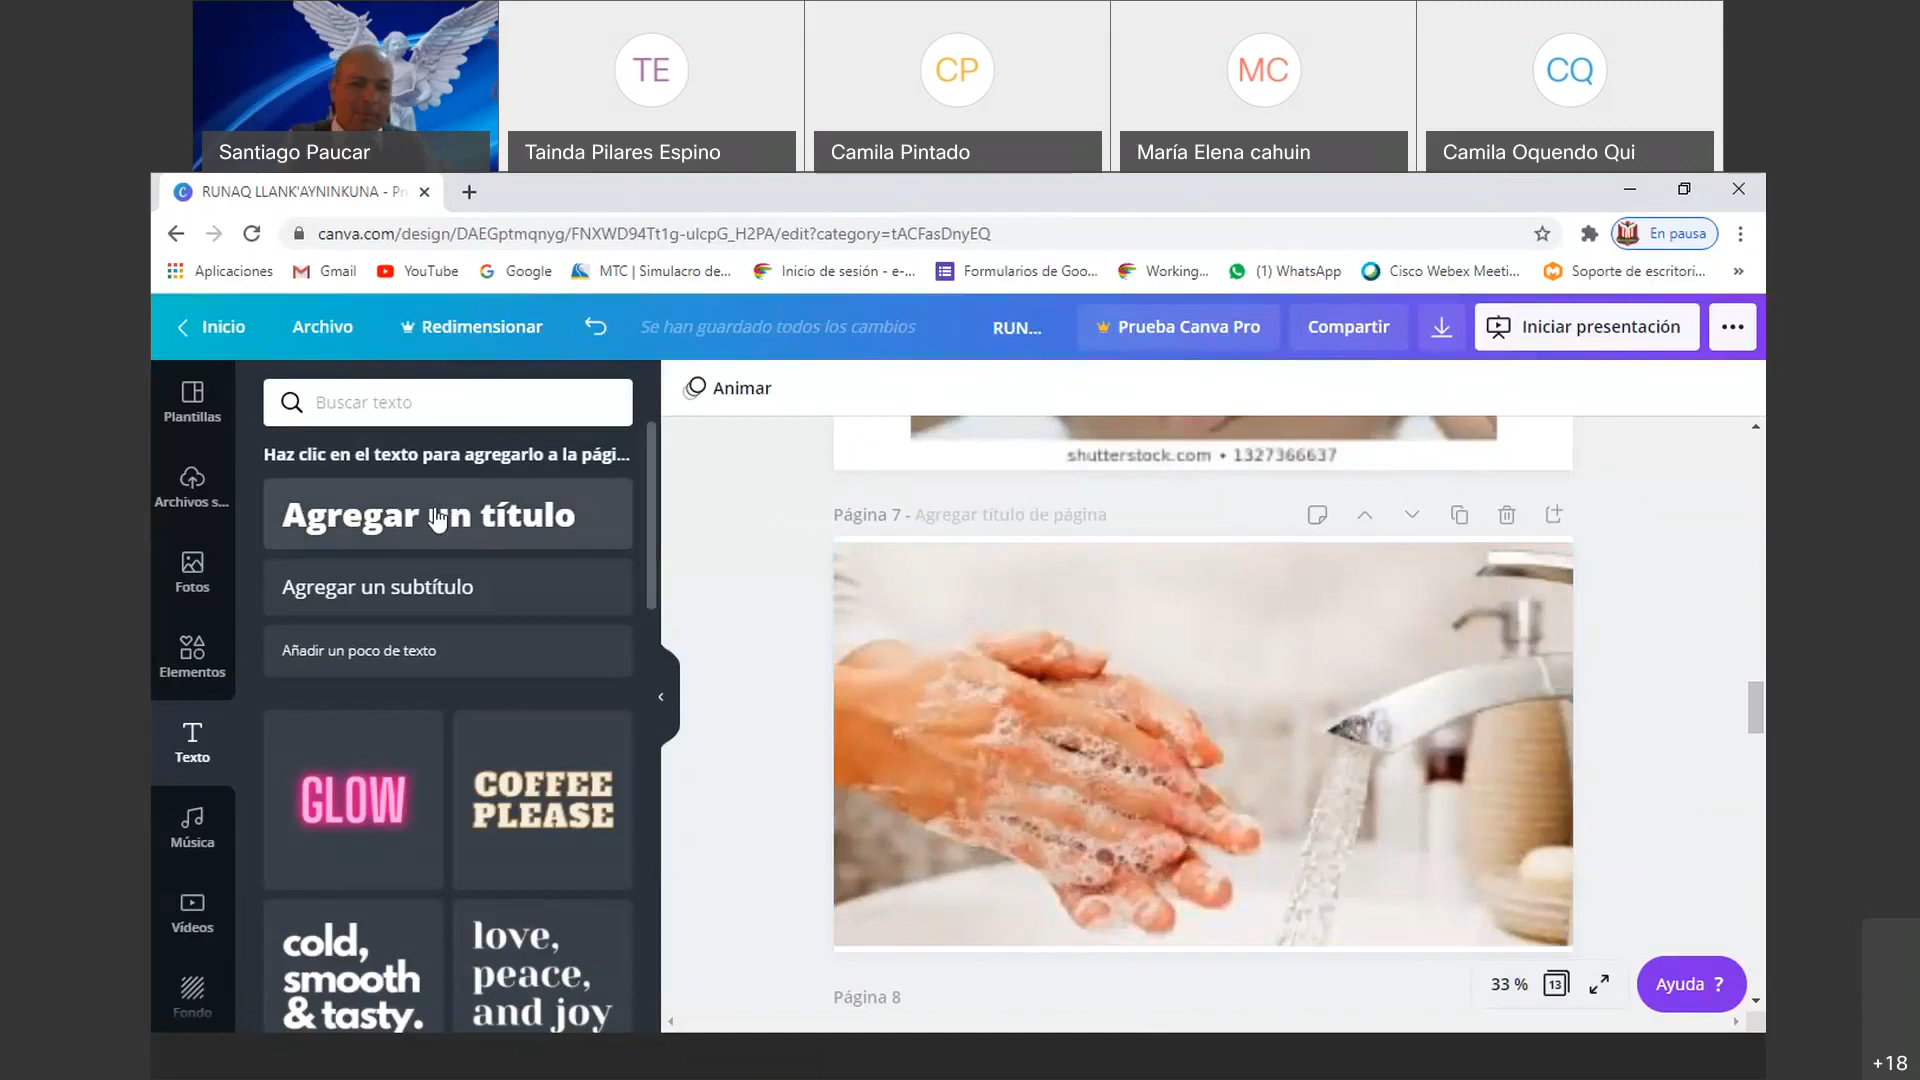 TE
CP
MC
CQ
Santiago Paucar
Tainda Pilares Espino
Camila Pintado
María Elena cahuin
Camila Oquendo Qui
RUNAQ LLANK'AYNINKUNA - Pr
canva.com/design/DAEGptmqnyg/FNXWD94Tt1g-ulcpG_H2PA/edit?category=tACFasDnyEQ
En pausa
Aplicaciones
Gmail
YouTube
Google
MTC | Simulacro de...
Inicio de sesión - e-...
Formularios de Goo...
Working...
(1) WhatsApp
Cisco Webex Meeti...
Soporte de escritori...
»
Inicio
Archivo
Redimensionar
Se han guardado todos los cambios
RUN...
Prueba Canva Pro
Compartir
Iniciar presentación
Plantillas
Archivos s...
Fotos
Elementos
Texto
Música
Vídeos
Fondo
Buscar texto
Haz clic en el texto para agregarlo a la pági...
Agregar un título
Agregar un subtítulo
Añadir un poco de texto
GLOW
COFFEE
PLEASE
cold,
smooth
& tasty.
love,
peace,
and joy
Animar
shutterstock.com • 1327366637
Página 7 - Agregar título de página
Página 8
33 %
13
Ayuda ?
+18